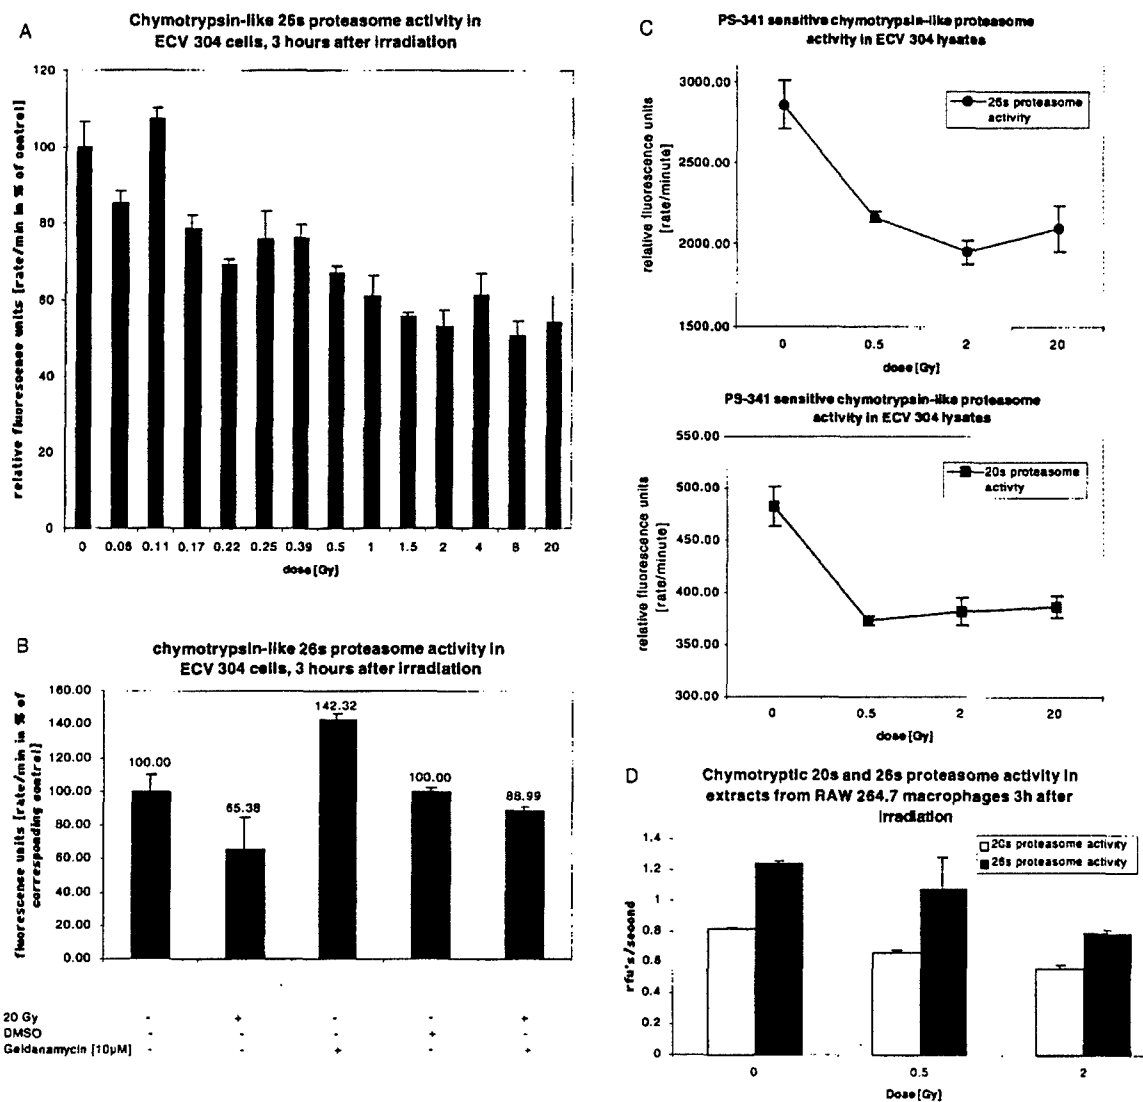 A
Chymotrypsin-like 26s proteasome activity in
ECV 304 cells, 3 hours after irradiation
relative fluorescence units [rate/min in % of control]
120
100
80
60
40
20
0
0 0.06 0.11 0.17 0.22 0.25 0.39 0.5 1 1.5 2 4 8 20
dose [Gy]
B
chymotrypsin-like 26s proteasome activity in
ECV 304 cells, 3 hours after irradiation
fluorescence units [rate/min in % of
corresponding control]
160.00
140.00
120.00
100.00
80.00
60.00
40.00
20.00
0.00
100.00
65.38
142.32
100.00
88.99
20 Gy - + - - +
DMSO - - - + -
Geldanamycin [10µM] - - + - +
C
PS-341 sensitive chymotrypsin-like proteasome
activity in ECV 304 lysates
relative fluorescence units
[rate/minute]
3000.00
2500.00
2000.00
1500.00
26s proteasome
activity
0 0.5 2 20
dose [Gy]
PS-341 sensitive chymotrypsin-like proteasome
activity in ECV 304 lysates
relative fluorescence units
[rate/minute]
550.00
500.00
450.00
400.00
350.00
300.00
20s proteasome
activity
0 0.5 2 20
dose [Gy]
D
Chymotryptic 20s and 26s proteasome activity in
extracts from RAW 264.7 macrophages 3h after
irradiation
rfu's/second
1.4
1.2
1
0.8
0.6
0.4
0.2
0
20s proteasome activity
26s proteasome activity
0 0.5 2
Dose [Gy]